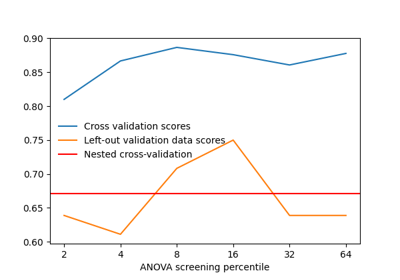 0.90
0.85
0.80
0.75
0.70
0.65
0.60
Cross validation scores
Left-out validation data scores
Nested cross-validation
2 4 8 16 32 64
ANOVA screening percentile